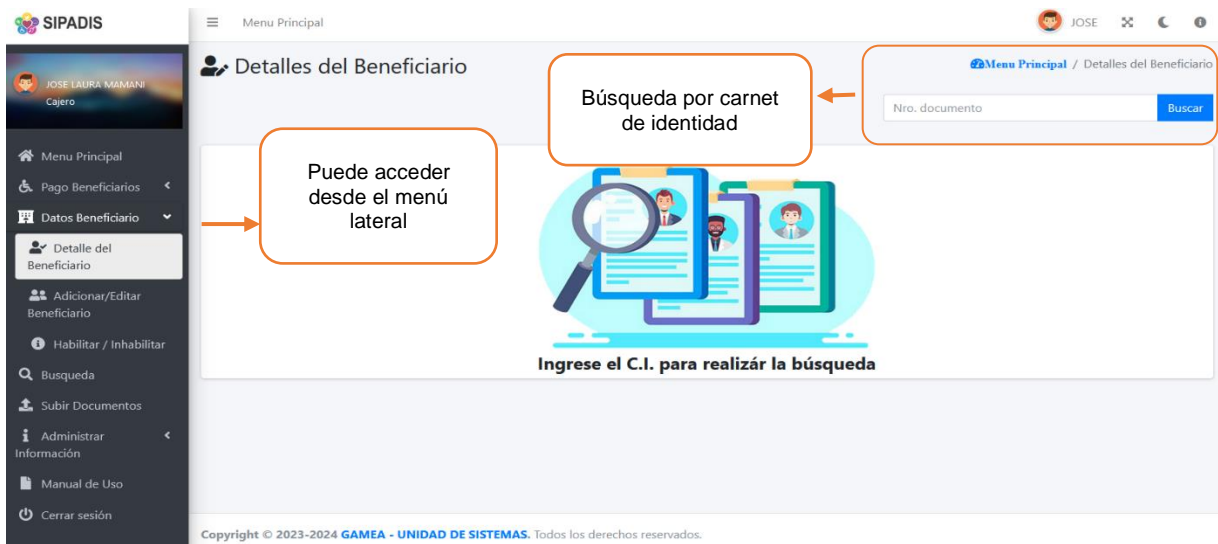 SIPADIS
Menu Principal
JOSE
JOSE LAURA MAMANI
Cajero
Menu Principal
Pago Beneficiarios
Datos Beneficiario
Detalle del
Beneficiario
Adicionar/Editar
Beneficiario
Habilitar / Inhabilitar
Busqueda
Subir Documentos
Administrar
Información
Manual de Uso
Cerrar sesión
Detalles del Beneficiario
Menu Principal / Detalles del Beneficiario
Nro. documento
Buscar
Búsqueda por carnet
de identidad
Puede acceder
desde el menú
lateral
Ingrese el C.I. para realizár la búsqueda
Copyright © 2023-2024 GAMEA - UNIDAD DE SISTEMAS. Todos los derechos reservados.